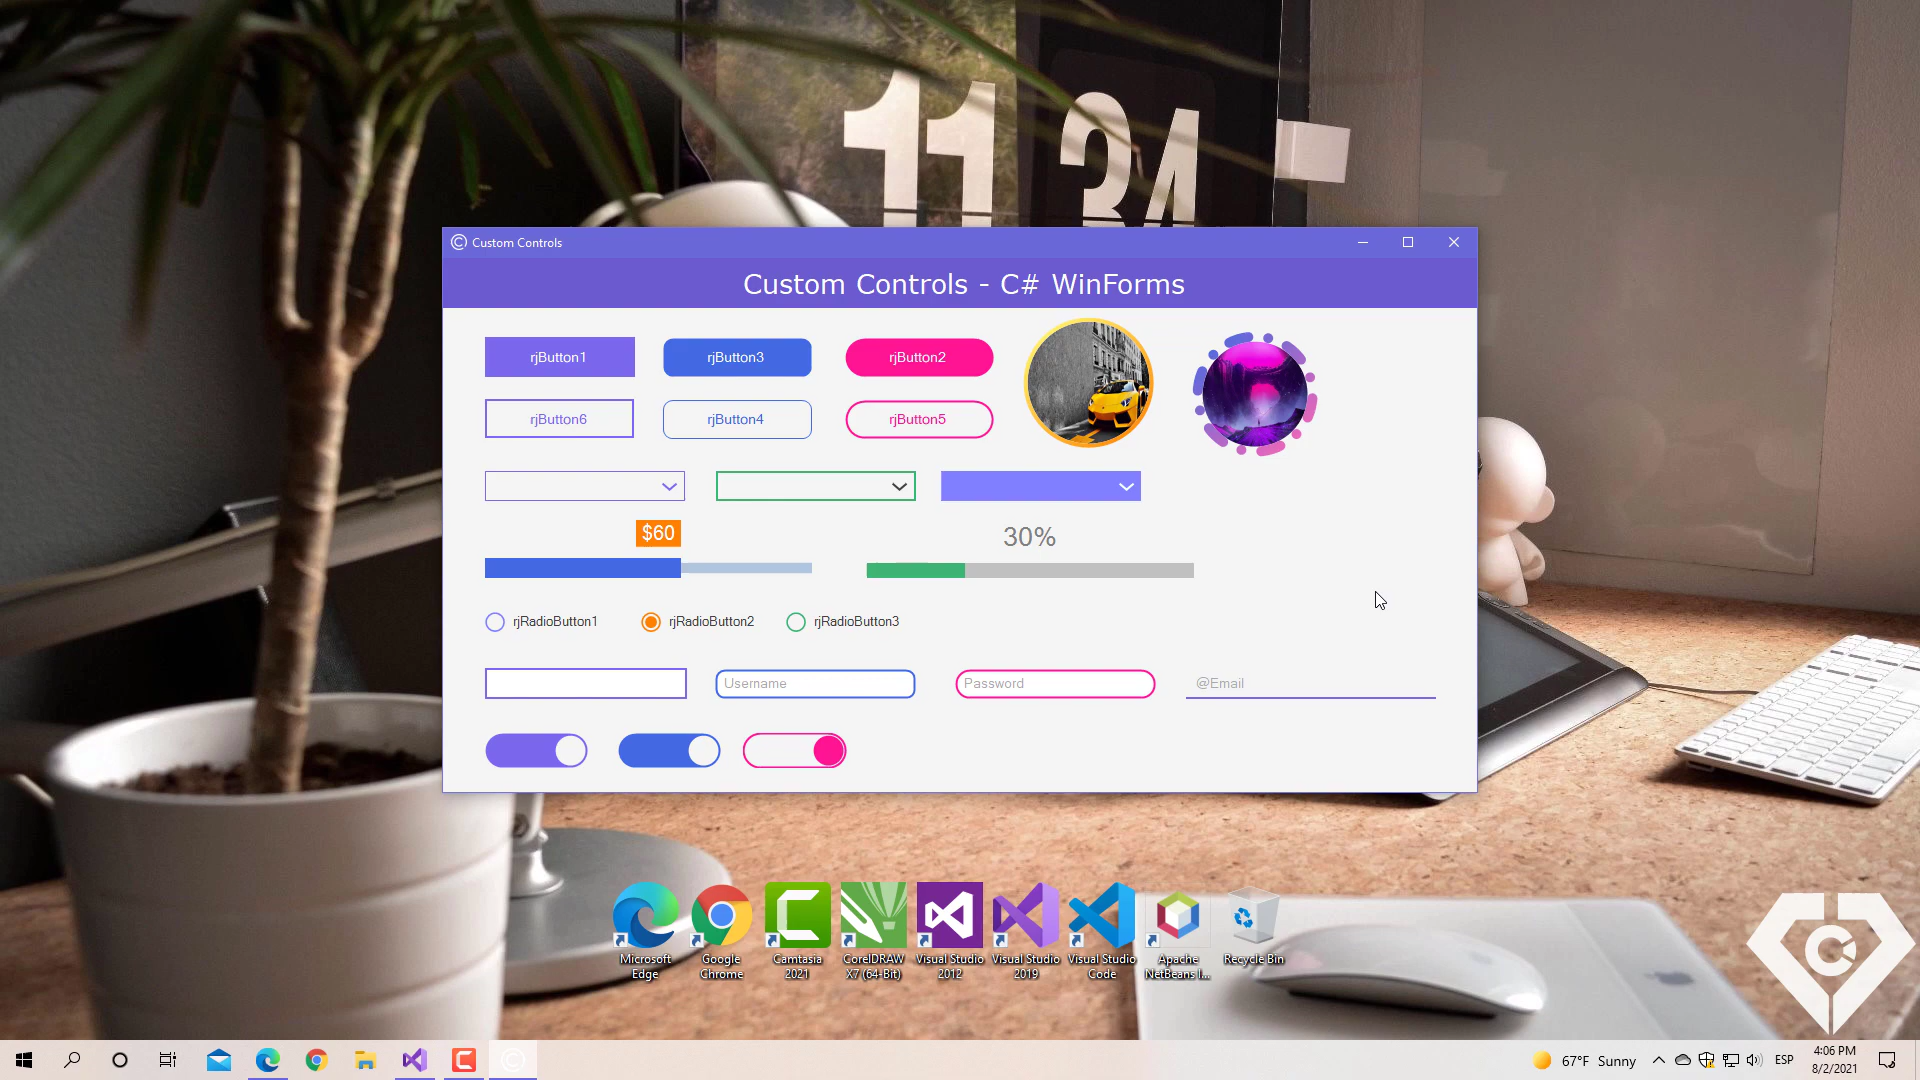 11 34
Custom Controls
Custom Controls - C# WinForms
rjButton1
rjButton3
rjButton2
rjButton6
rjButton4
rjButton5
$60
30%
rjRadioButton1
rjRadioButton2
rjRadioButton3
Username
Password
@Email
Microsoft
Edge
Google
Chrome
Camtasia
2021
CorelDRAW
X7 (64-Bit)
Visual Studio
2012
Visual Studio
2019
Visual Studio
Code
Apache
NetBeans I...
Recycle Bin
67°F Sunny
ESP
4:06 PM
8/2/2021